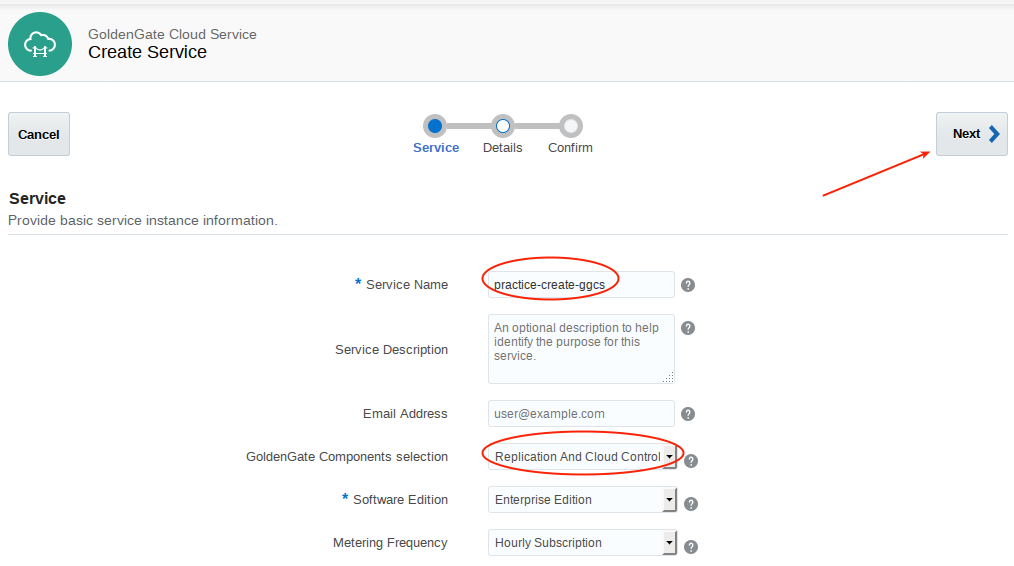 GoldenGate Cloud Service
Create Service
Cancel
Service
Details
Confirm
Next
Service
Provide basic service instance information.
* Service Name
practice-create-ggcs
?
Service Description
An optional description to help
identify the purpose for this
service.
?
Email Address
user@example.com
?
GoldenGate Components selection
Replication And Cloud Control
?
* Software Edition
Enterprise Edition
?
Metering Frequency
Hourly Subscription
?